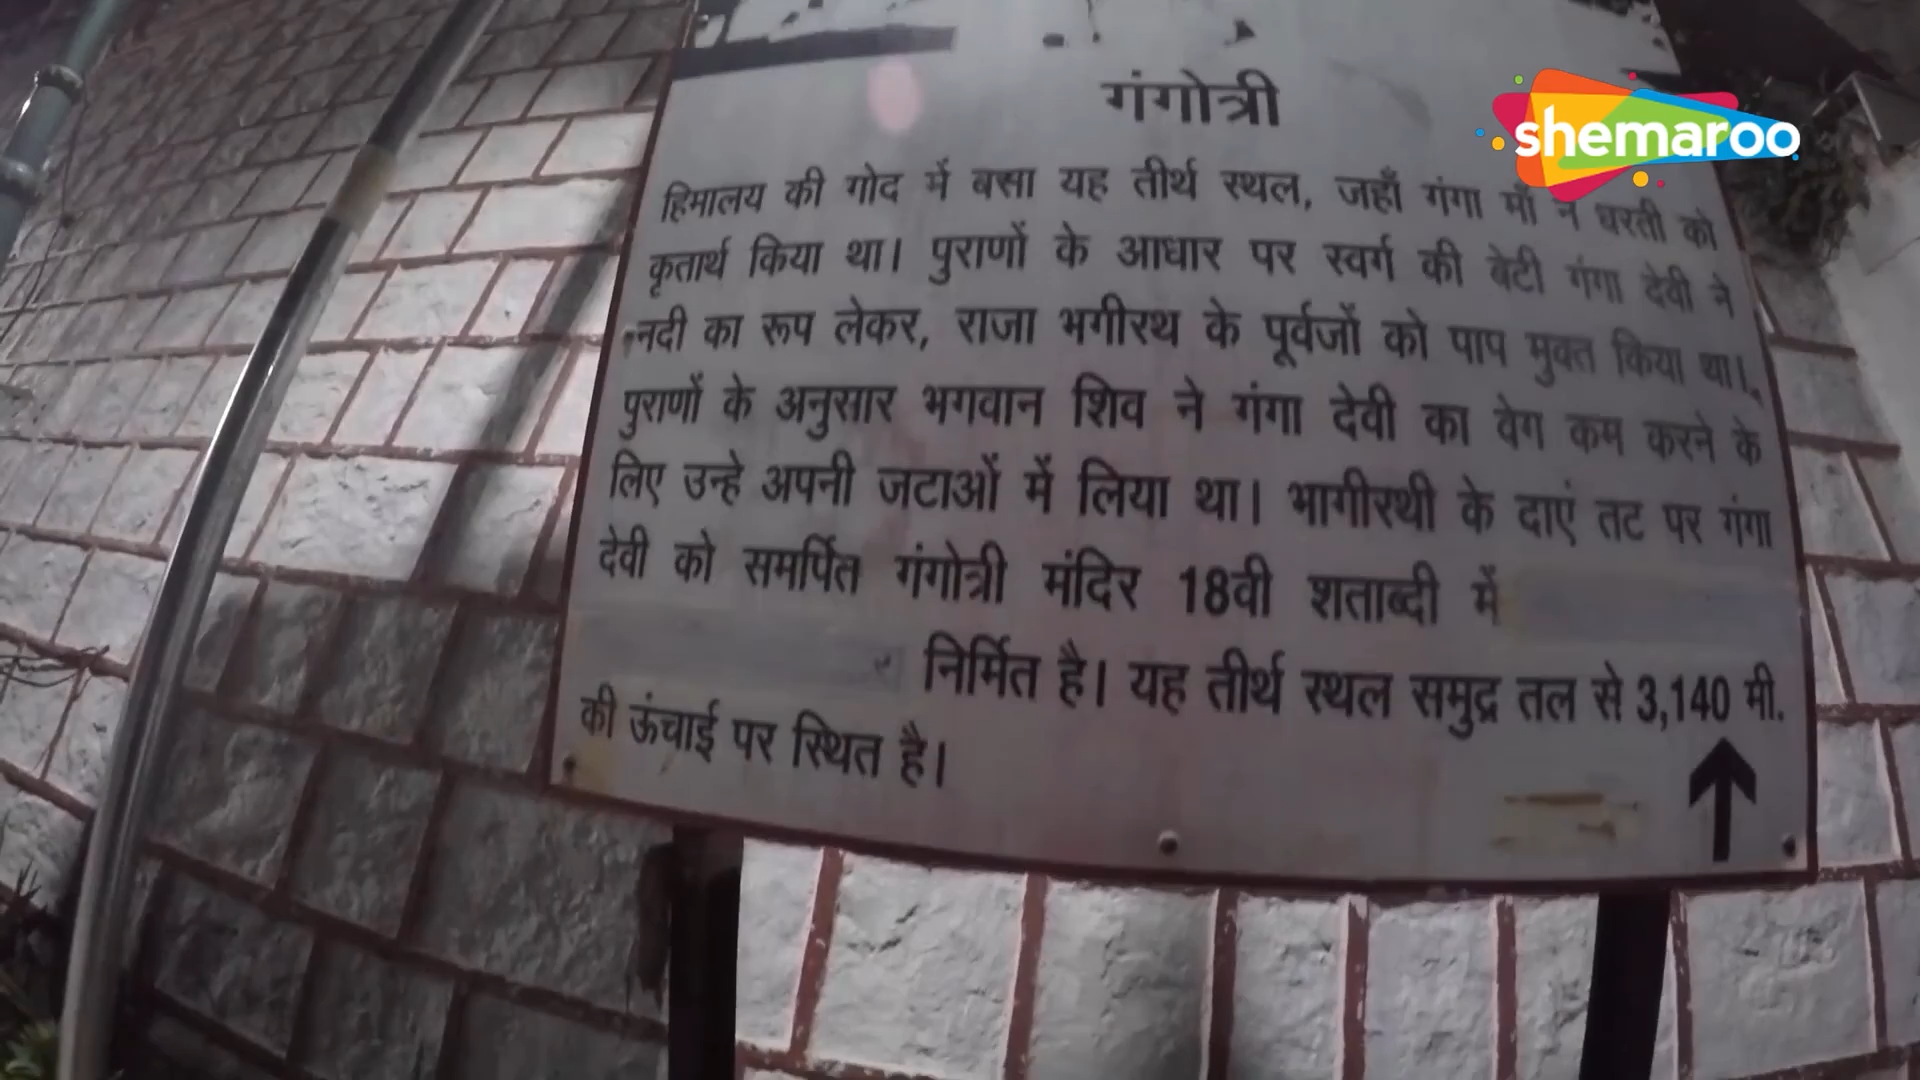 गंगोत्री
shemaroo
हिमालय की गोद में बसा यह तीर्थ स्थल, जहाँ गंगा माँ ने धरती को
कृतार्थ किया था। पुराणों के आधार पर स्वर्ग की बेटी गंगा देवी ने
नदी का रूप लेकर, राजा भगीरथ के पूर्वजों को पाप मुक्त किया था।
पुराणों के अनुसार भगवान शिव ने गंगा देवी का वेग कम करने के
लिए उन्हे अपनी जटाओं में लिया था। भागीरथी के दाएं तट पर गंगा
देवी को समर्पित गंगोत्री मंदिर 18वी शताब्दी में
निर्मित है। यह तीर्थ स्थल समुद्र तल से 3,140 मी.
की ऊंचाई पर स्थित है।